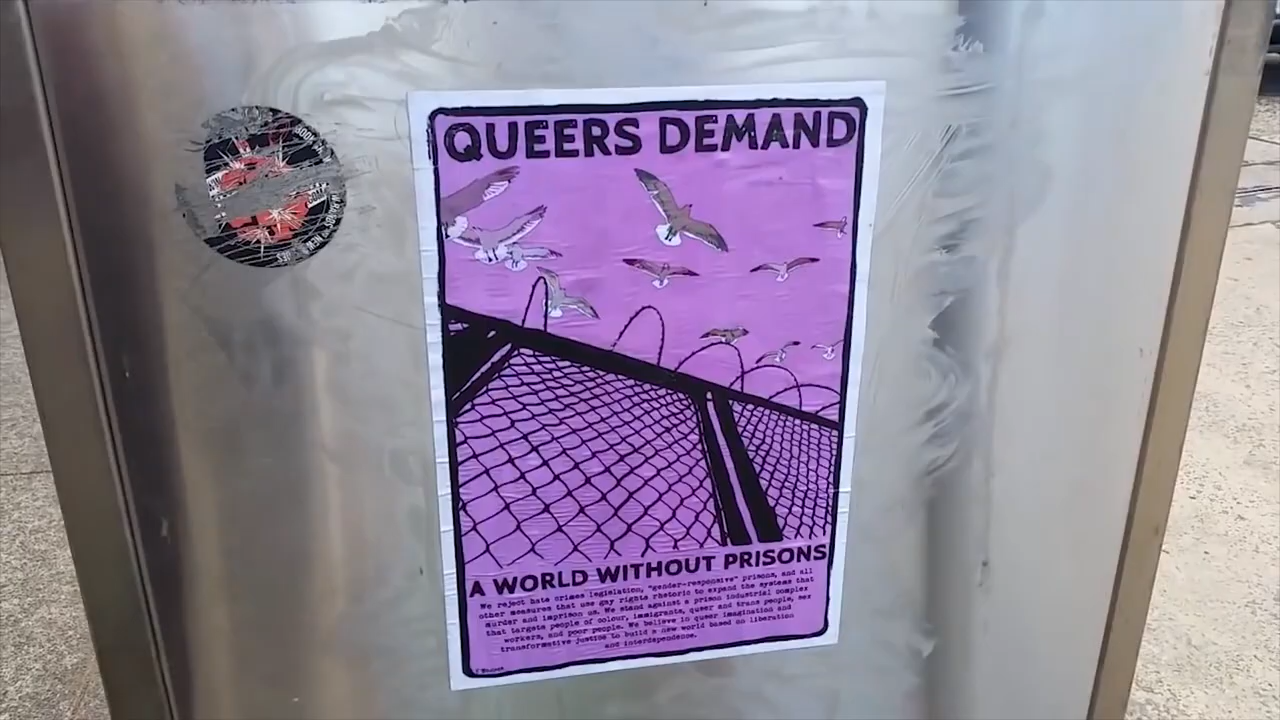 QUEERS DEMAND
A WORLD WITHOUT PRISONS
We reject hate crimes legislation, "gender-responsive" prisons, and all
other measures that use gay rights rhetoric to expand the systems that
murder and imprison us. We stand against a prison industrial complex
that targets people of colour, immigrants, queer and trans people, sex
workers, and poor people. We believe in queer imagination and
transformative justice to build a new world based on liberation
and interdependence.